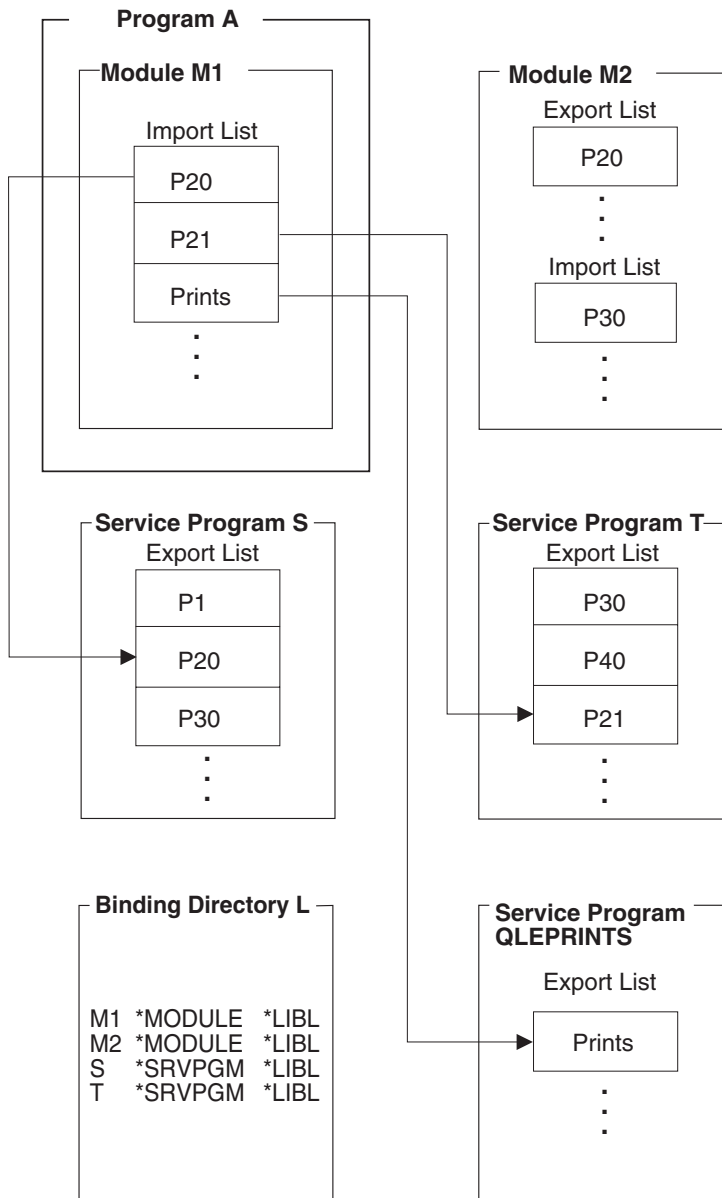 Program A
Module M1
Import List
P20
P21
Prints
Module M2
Export List
P20
Import List
P30
Service Program S
Export List
P1
P20
P30
Service Program T
Export List
P30
P40
P21
Binding Directory L
M1 *MODULE *LIBL
M2 *MODULE *LIBL
S *SRVPGM *LIBL
T *SRVPGM *LIBL
Service Program
QLEPRINTS
Export List
Prints